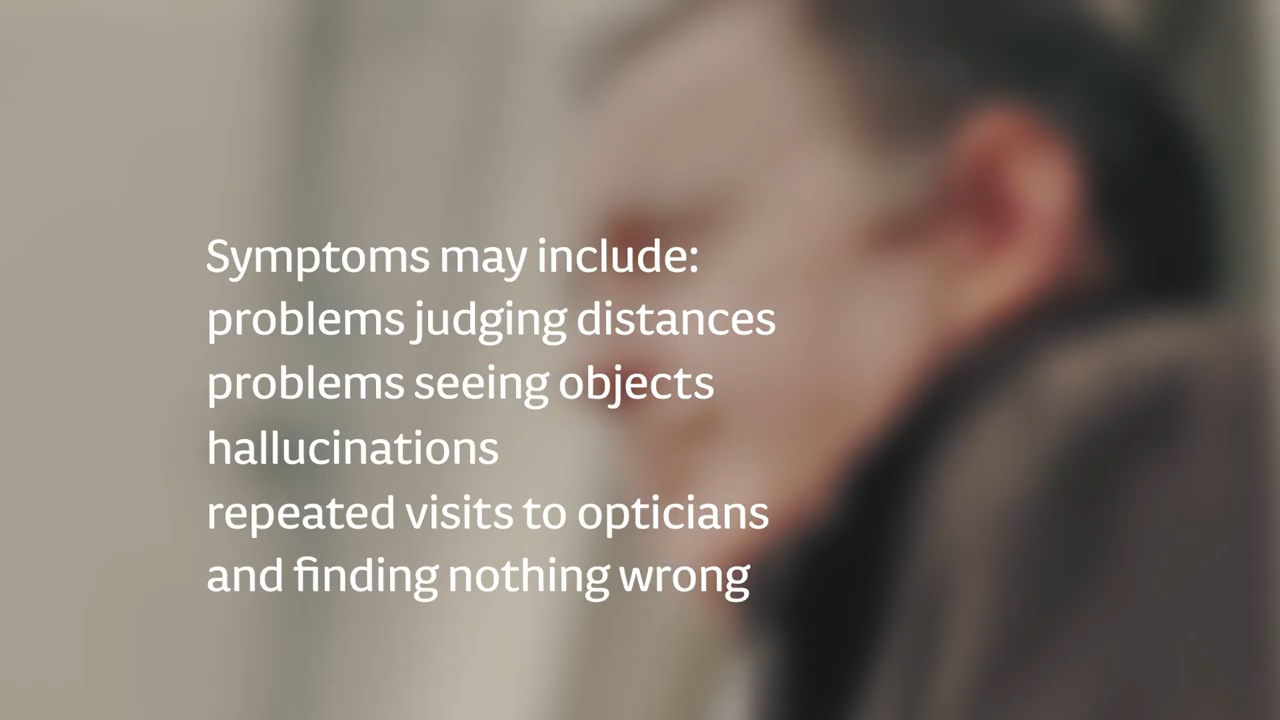 Symptoms may include:
problems judging distances
problems seeing objects
hallucinations
repeated visits to opticians
and finding nothing wrong